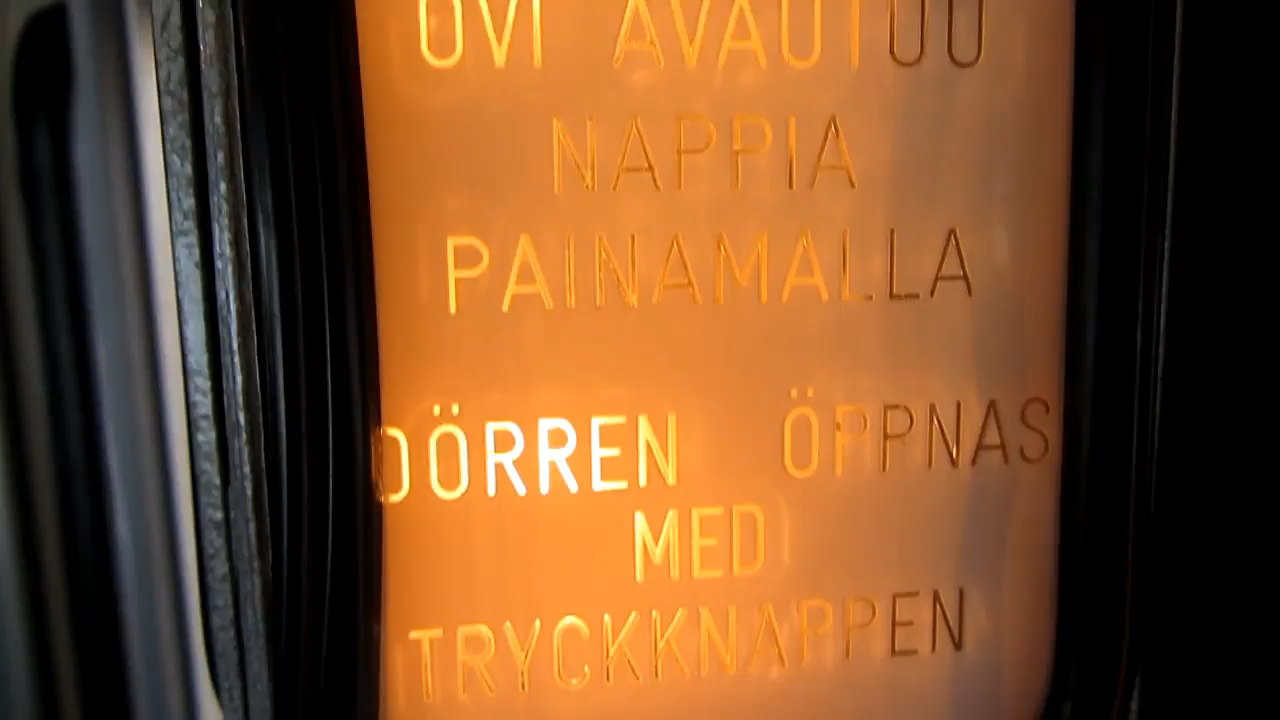 OVI AVAUTUU
NAPPIA
PAINAMALLA
DÖRREN ÖPPNAS
MED
TRYCKKNAPPEN